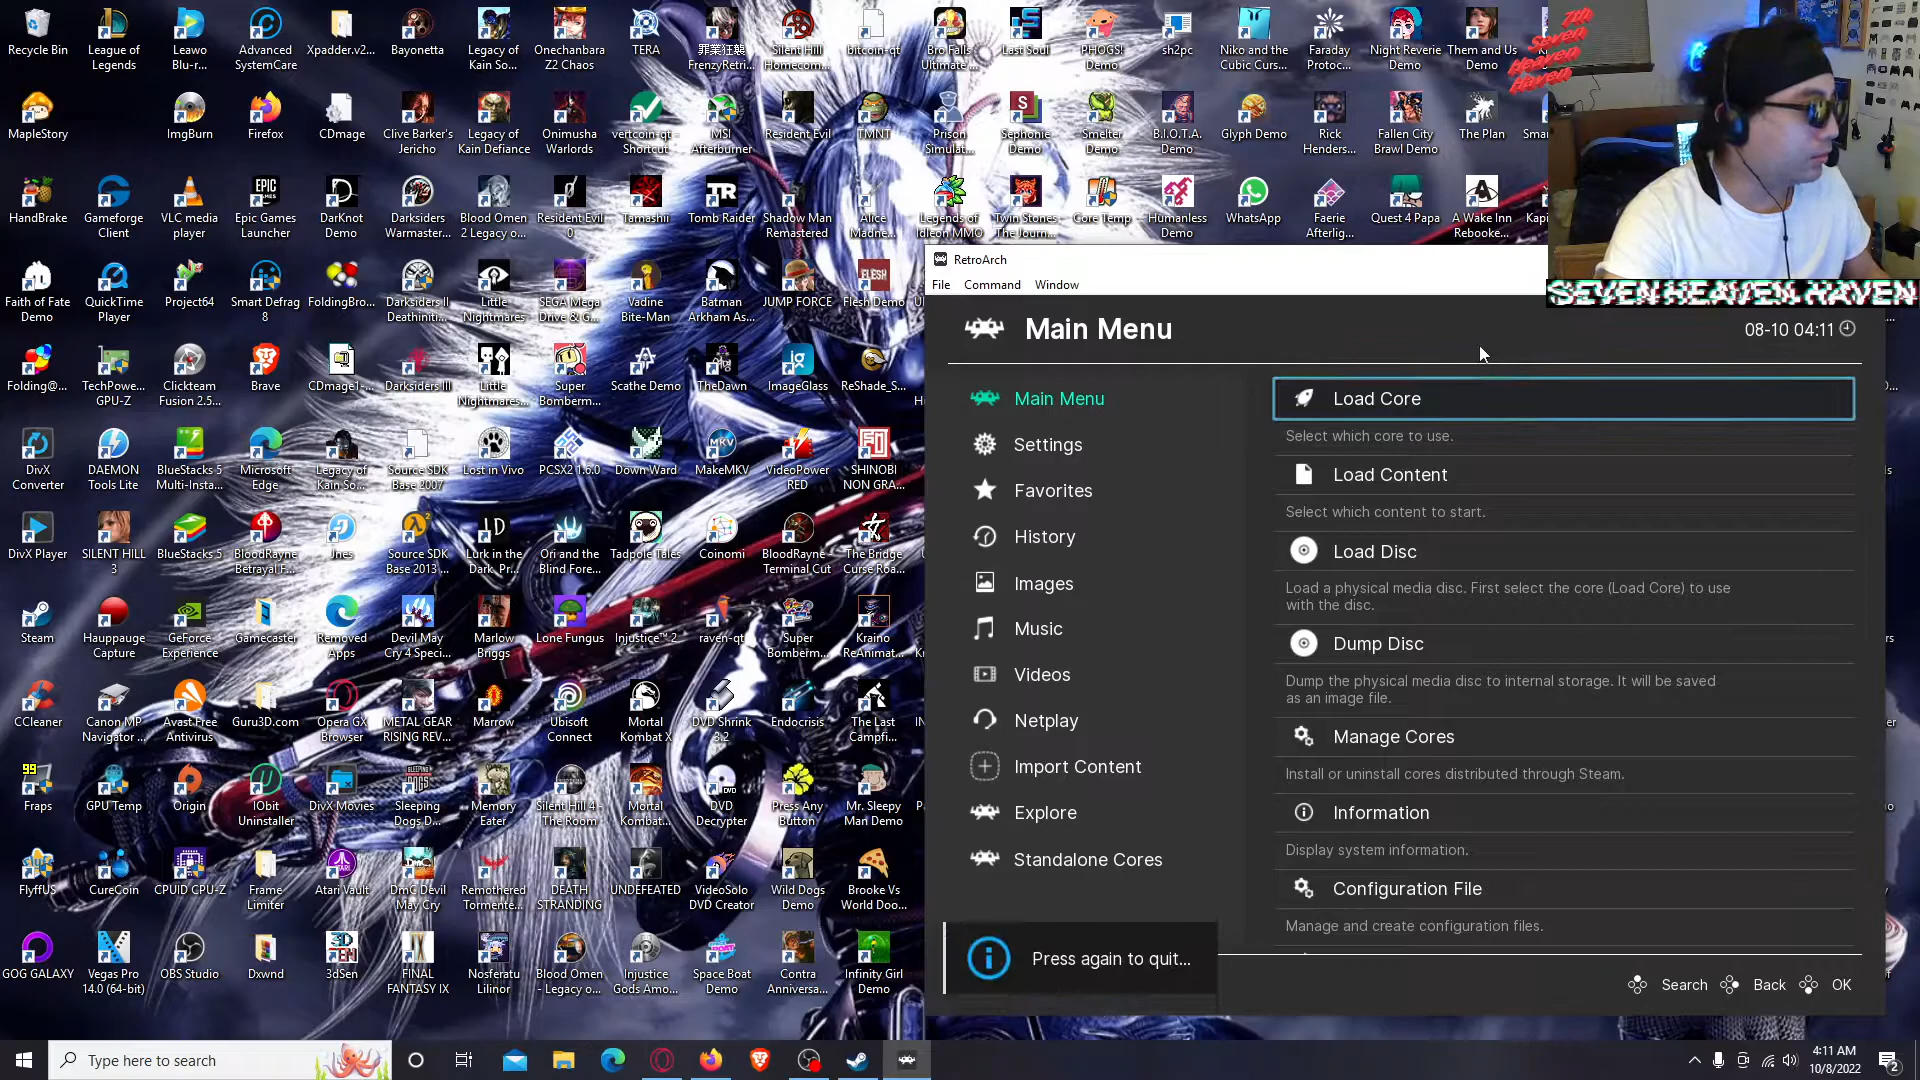 Recycle Bin
League of Legends
Leawo Blu-r...
Advanced SystemCare
Xpadder.v2...
Bayonetta
Legacy of Kain So...
Onechanbara Z2 Chaos
TERA
FrenzyRetri...
Silent Hill Homecom...
bitcoin-qt
Bro Falls Ultimate ...
Last Soul
PHOGS! Demo
sh2pc
Niko and the Cubic Curs...
Faraday Protoc...
Night Reverie Demo
Them and Us Demo
7th Seven Heaven Haven
MapleStory
ImgBurn
Firefox
CDmage
Clive Barker's Jericho
Legacy of Kain Defiance
Onimusha Warlords
vertcoin-qt - Shortcut
MSI Afterburner
Resident Evil
TMNT
Prison Simulat...
Sephonie Demo
Smelter Demo
B.I.O.T.A. Demo
Glyph Demo
Rick Henders...
Fallen City Brawl Demo
The Plan
HandBrake
Gameforge Client
VLC media player
Epic Games Launcher
DarKnot Demo
Darksiders Warmaster...
Blood Omen 2 Legacy o...
Resident Evil 0
Tamashii
Tomb Raider
Shadow Man Remastered
Alice Madne...
Legends of Idleon MMO
Twin Stones The Journ...
Core Temp
Humanless Demo
WhatsApp
Faerie Afterlig...
Quest 4 Papa
A Wake Inn Rebooke...
Faith of Fate Demo
QuickTime Player
Project64
Smart Defrag 8
FoldingBro...
Darksiders II Deathiniti...
Little Nightmares
SEGA Mega Drive & G...
Vadine Bite-Man
Batman Arkham As...
JUMP FORCE
Flesh Demo
Folding@...
TechPowe... GPU-Z
Clickteam Fusion 2.5...
Brave
CDmage1-...
Darksiders III
Little Nightmares...
Super Bomberm...
Scathe Demo
TheDawn
ImageGlass
ReShade_S...
DivX Converter
DAEMON Tools Lite
BlueStacks 5 Multi-Insta...
Microsoft Edge
Legacy of Kain So...
Source SDK Base 2007
Lost in Vivo
PCSX2 1.6.0
Down Ward
MakeMKV
VideoPower RED
SHINOBI NON GRA...
DivX Player
SILENT HILL 3
BlueStacks 5
BloodRayne Betrayal F...
Jnes
Source SDK Base 2013 ...
Lurk in the Dark_Pr...
Ori and the Blind Fore...
Tadpole Tales
Coinomi
BloodRayne - Terminal Cut
The Bridge Curse Roa...
Steam
Hauppauge Capture
GeForce Experience
Gamecaster
Removed Apps
Devil May Cry 4 Speci...
Marlow Briggs
Lone Fungus
Injustice™ 2
raven-qt
Super Bomberm...
Kraino ReAnimat...
CCleaner
Canon MP Navigator ...
Avast Free Antivirus
Guru3D.com
Opera GX Browser
METAL GEAR RISING REV...
Marrow
Ubisoft Connect
Mortal Kombat X
DVD Shrink 3.2
Endocrisis
The Last Campfi...
Fraps
GPU Temp
Origin
IObit Uninstaller
DivX Movies
Sleeping Dogs D...
Memory Eater
Silent Hill 4 - The Room
Mortal Kombat...
DVD Decrypter
Press Any Button
Mr. Sleepy Man Demo
FlyffUS
CureCoin
CPUID CPU-Z
Frame Limiter
Atari Vault
DmC Devil May Cry
Remothered Tormente...
DEATH STRANDING
UNDEFEATED
VideoSolo DVD Creator
Wild Dogs Demo
Brooke Vs World Doo...
GOG GALAXY
Vegas Pro 14.0 (64-bit)
OBS Studio
Dxwnd
3dSen
FINAL FANTASY IX
Nosferatu Lilinor
Blood Omen - Legacy o...
Injustice Gods Amo...
Space Boat Demo
Contra Anniversa...
Infinity Girl Demo
SEVEN HEAVEN HAVEN
RetroArch
File Command Window
Main Menu
08-10 04:11
Main Menu
Settings
Favorites
History
Images
Music
Videos
Netplay
Import Content
Explore
Standalone Cores
Load Core
Select which core to use.
Load Content
Select which content to start.
Load Disc
Load a physical media disc. First select the core (Load Core) to use
with the disc.
Dump Disc
Dump the physical media disc to internal storage. It will be saved
as an image file.
Manage Cores
Install or uninstall cores distributed through Steam.
Information
Display system information.
Configuration File
Manage and create configuration files.
Press again to quit...
Search Back OK
Type here to search
4:11 AM
10/8/2022
2